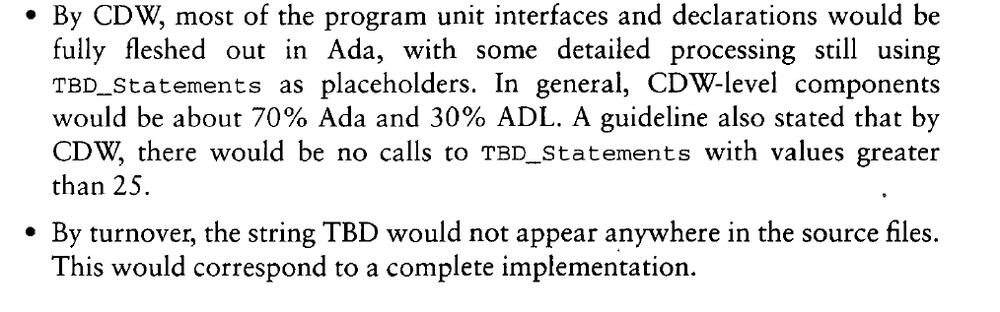 • By CDW, most of the program unit interfaces and declarations would be
fully fleshed out in Ada, with some detailed processing still using
TBD_Statements as placeholders. In general, CDW-level components
would be about 70% Ada and 30% ADL. A guideline also stated that by
CDW, there would be no calls to TBD_Statements with values greater
than 25.
• By turnover, the string TBD would not appear anywhere in the source files.
This would correspond to a complete implementation.